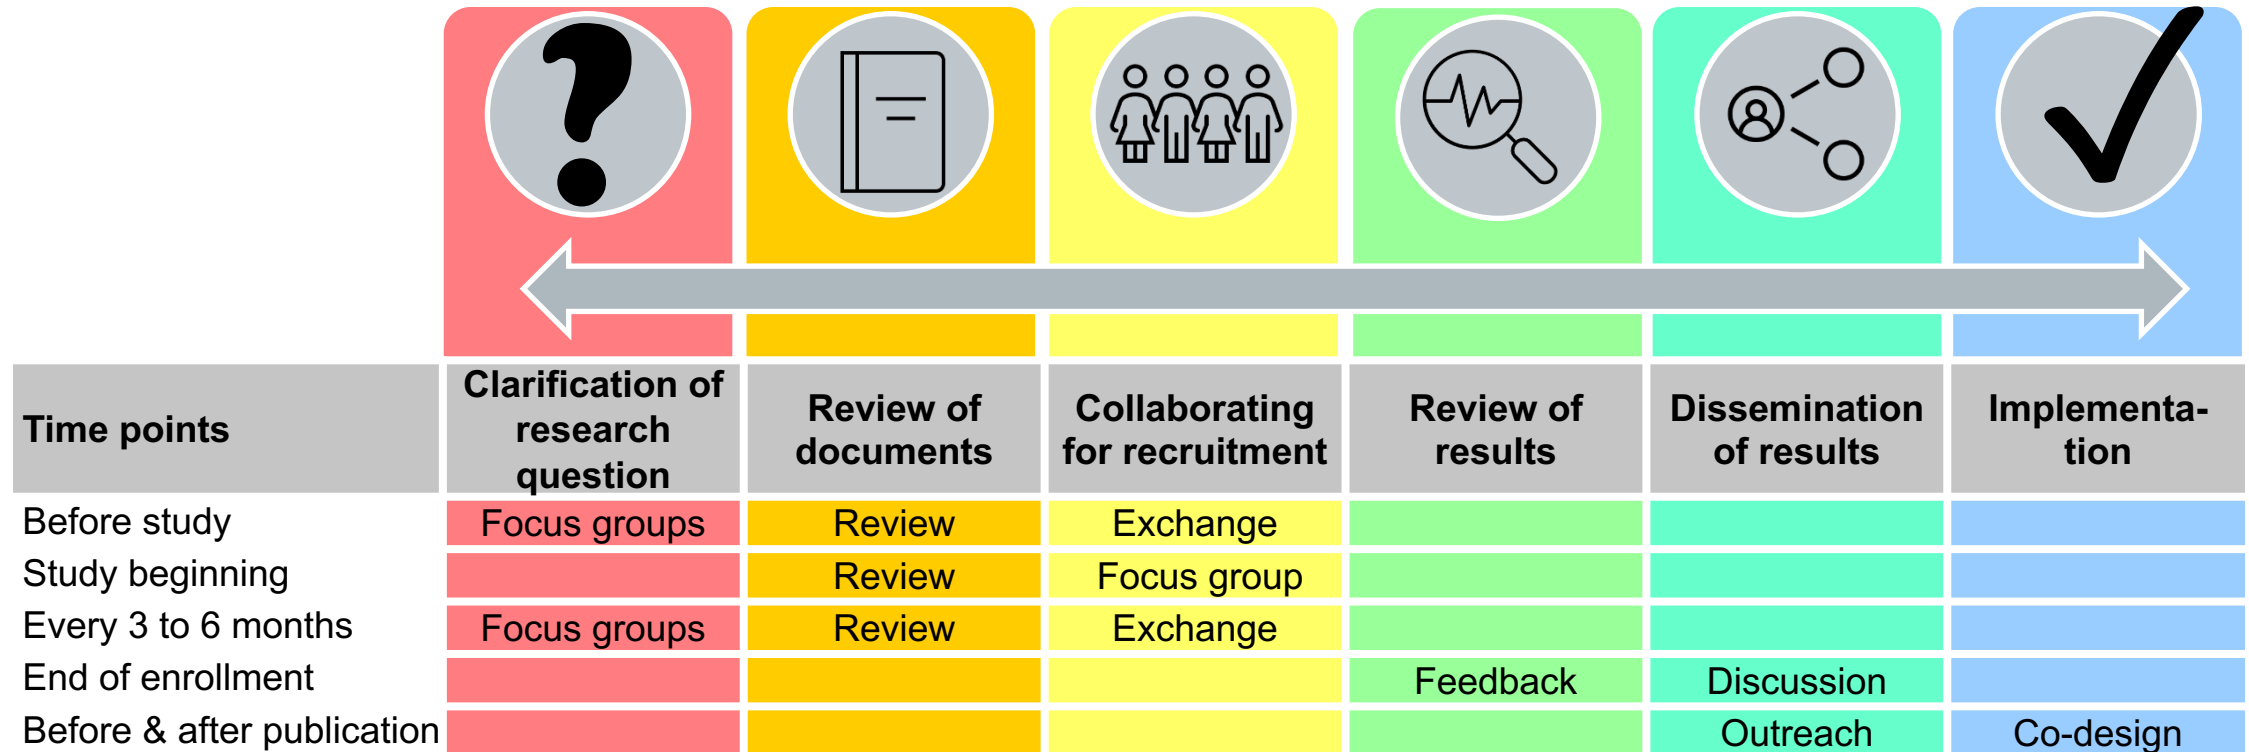 ?
Time points
Clarification of
research
question
Review of
documents
Collaborating
for recruitment
Review of
results
Dissemination
of results
Implementa-
tion
Before study
Focus groups
Review
Exchange
Study beginning
Review
Focus group
Every 3 to 6 months
Focus groups
Review
Exchange
End of enrollment
Feedback
Discussion
Before & after publication
Outreach
Co-design